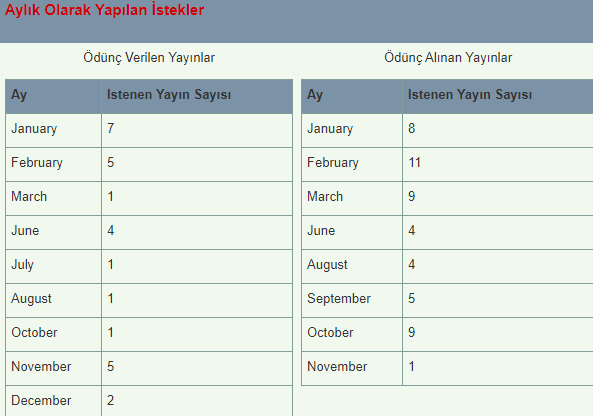 Aylık Olarak Yapılan İstekler
Ödünç Verilen Yayınlar
Ay Istenen Yayın Sayısı
January 7
February 5
March 1
June 4
July 1
August 1
October 1
November 5
December 2
Ödünç Alınan Yayınlar
Ay Istenen Yayın Sayısı
January 8
February 11
March 9
June 4
August 4
September 5
October 9
November 1